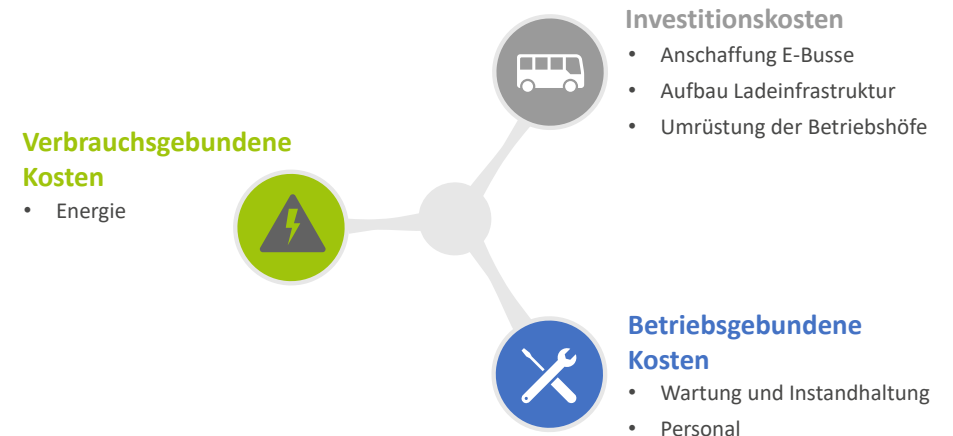 Investitionskosten
• Anschaffung E-Busse
• Aufbau Ladeinfrastruktur
• Umrüstung der Betriebshöfe
Verbrauchsgebundene
Kosten
• Energie
Betriebsgebundene
Kosten
• Wartung und Instandhaltung
• Personal